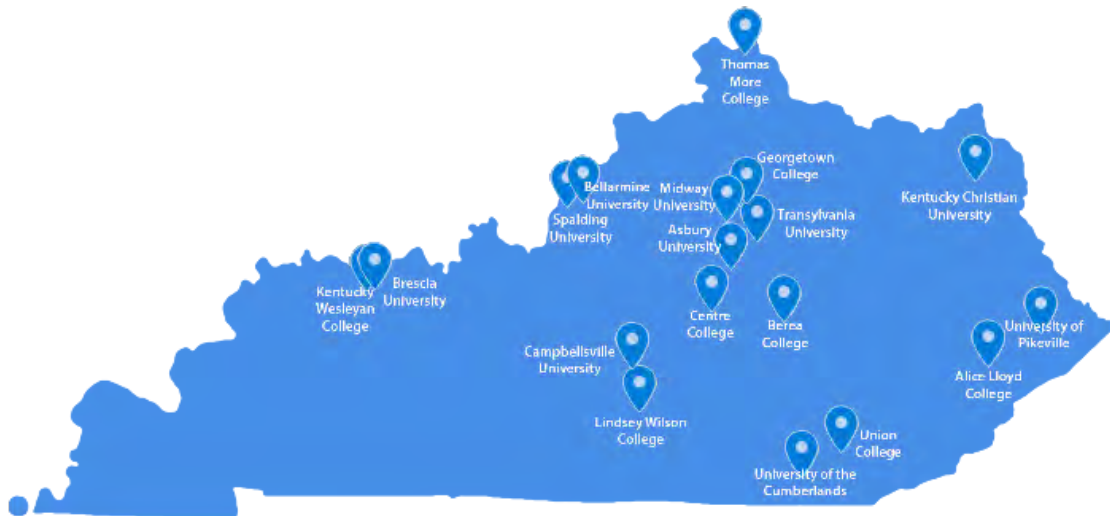 Thomas
More
College
Georgetown
College
Bellarmine
University
Midway
University
Kentucky Christian
University
Spalding
University
Transylvania
University
Asbury
University
Kentucky
Wesleyan
College
Brescia
University
Centre
College
Berea
College
University of
Pikeville
Campbellsville
University
Alice Lloyd
College
Lindsey Wilson
College
Union
College
University of the
Cumberlands